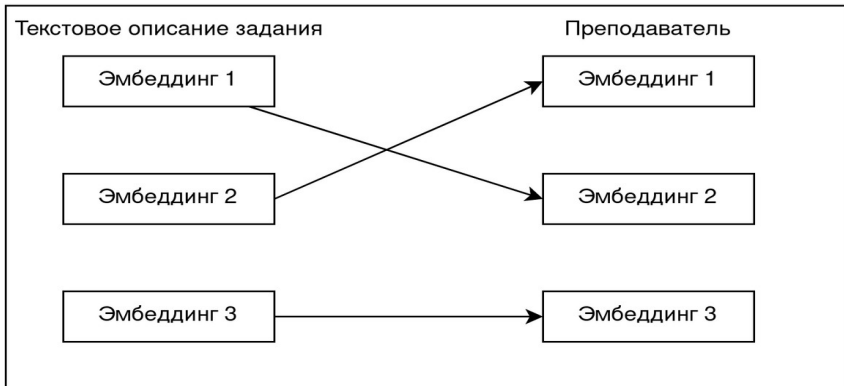 Текстовое описание задания
Преподаватель
Эмбеддинг 1
Эмбеддинг 1
Эмбеддинг 2
Эмбеддинг 2
Эмбеддинг 3
Эмбеддинг 3